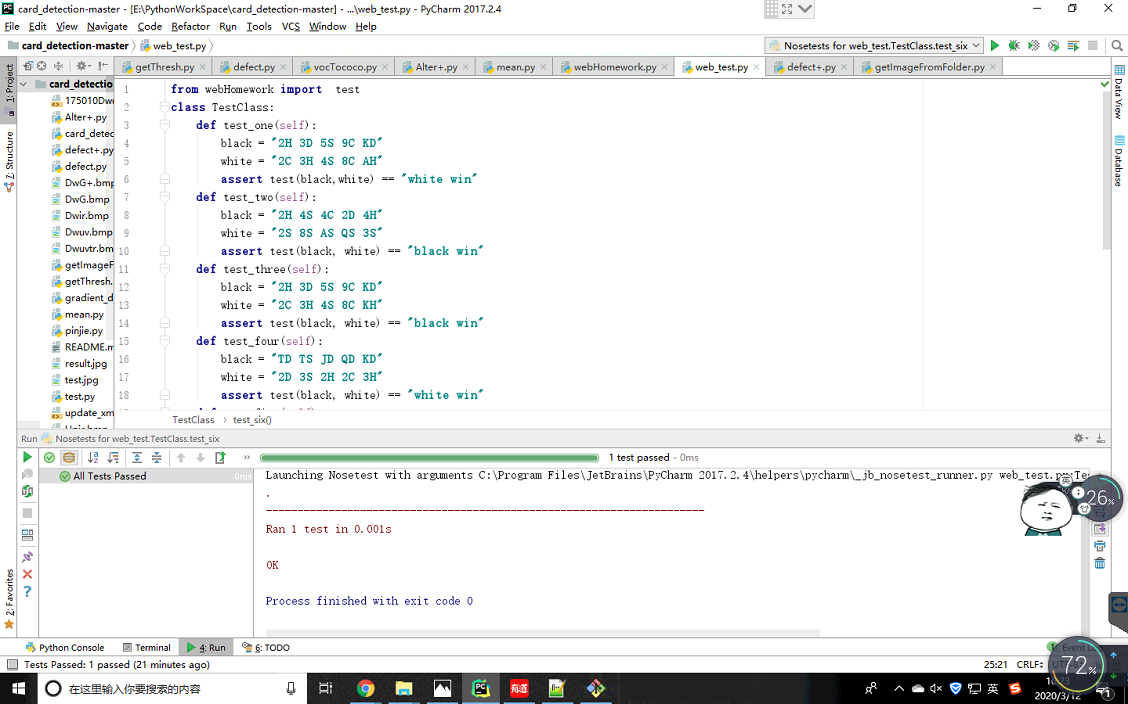 card_detection-master - [E:\PythonWorkSpace\card_detection-master] - ...\web_test.py - PyCharm 2017.2.4
File Edit View Navigate Code Refactor Run Tools VCS Window Help
card_detection-master web_test.py
Nosetests for web_test.TestClass.test_six
getThresh.py defect.py vocTococo.py Alter+.py mean.py webHomework.py web_test.py defect+.py getImageFromFolder.py
1: Project
Z: Structure
2: Favorites
Data View
Database
card_detectio
175010Dwu
Alter+.py
card_detec
defect+.py
defect.py
DwG+.bmp
DwG.bmp
Dwir.bmp
Dwuv.bmp
Dwuvtr.bm
getImageF
getThresh.
gradient_d
mean.py
pinjie.py
README.m
result.jpg
test.jpg
test.py
update_xm
1 from webHomework import test
2 class TestClass:
3 def test_one(self):
4 black = "2H 3D 5S 9C KD"
5 white = "2C 3H 4S 8C AH"
6 assert test(black,white) == "white win"
7 def test_two(self):
8 black = "2H 4S 4C 2D 4H"
9 white = "2S 8S AS QS 3S"
10 assert test(black, white) == "black win"
11 def test_three(self):
12 black = "2H 3D 5S 9C KD"
13 white = "2C 3H 4S 8C KH"
14 assert test(black, white) == "black win"
15 def test_four(self):
16 black = "TD TS JD QD KD"
17 white = "2D 3S 2H 2C 3H"
18 assert test(black, white) == "white win"
TestClass test_six()
Run Nosetests for web_test.TestClass.test_six
1 test passed - 0ms
All Tests Passed 0ms
Launching Nosetest with arguments C:\Program Files\JetBrains\PyCharm 2017.2.4\helpers\pycharm\_jb_nosetest_runner.py web_test.py:Te
.
----------------------------------------------------------------------
Ran 1 test in 0.001s
OK
Process finished with exit code 0
英
26%
Python Console Terminal 4: Run 6: TODO Event Log
Tests Passed: 1 passed (21 minutes ago) 25:21 CRLF÷ UTF-8
72%
在这里输入你要搜索的内容
有道
英
2020/3/12
1